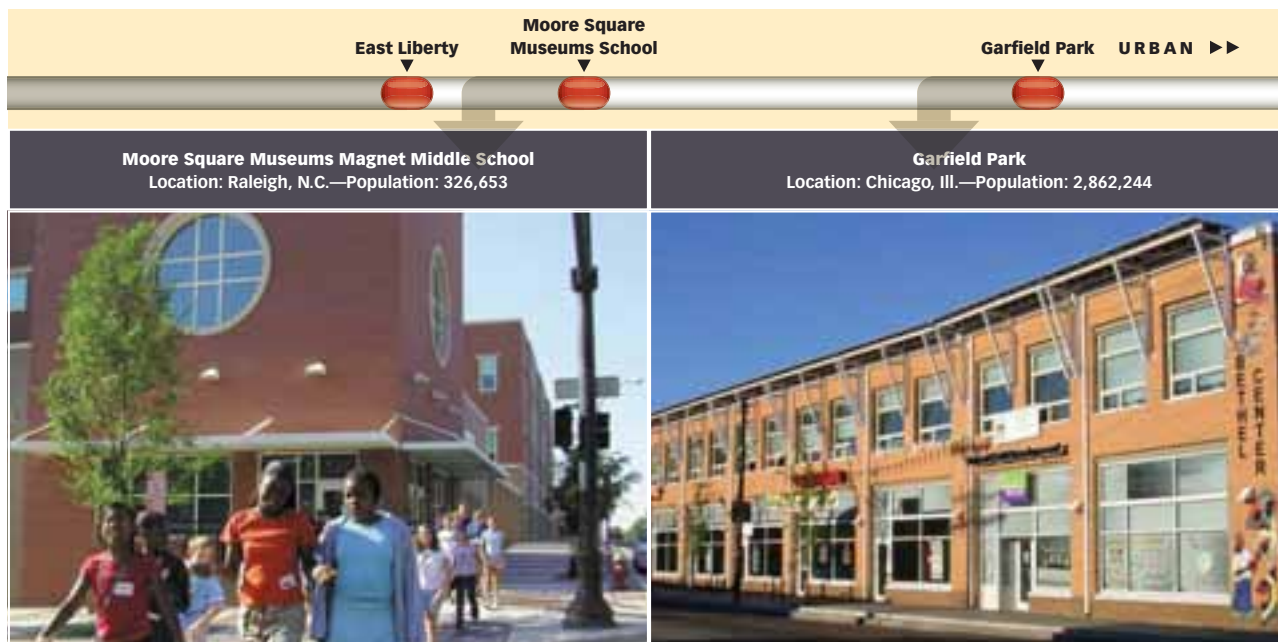 East Liberty
Moore Square
Museums School
Garfield Park
URBAN
Moore Square Museums Magnet Middle School
Location: Raleigh, N.C.—Population: 326,653
Garfield Park
Location: Chicago, Ill.—Population: 2,862,244
BETHEL
CENTER